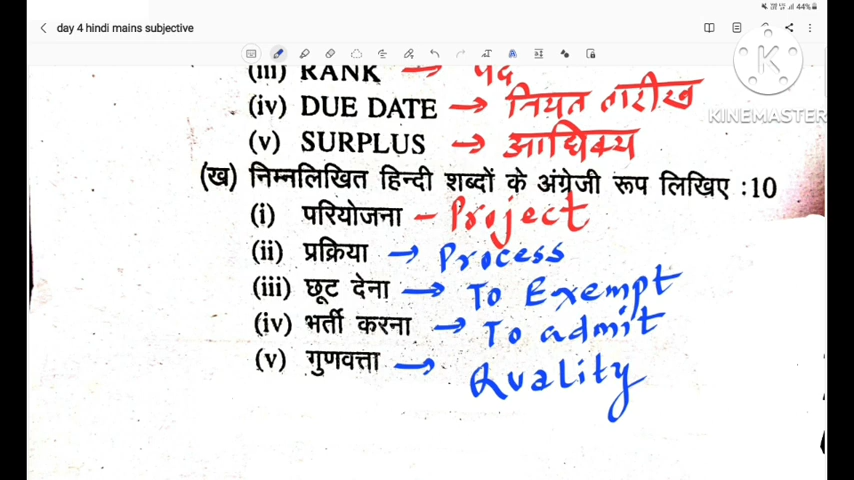 44%
day 4 hindi mains subjective
KINEMASTER
(iii) RANK → पद
(iv) DUE DATE → नियत तारीख
(v) SURPLUS → आधिक्य
(ख) निम्नलिखित हिन्दी शब्दों के अंग्रेजी रूप लिखिए :10
(i) परियोजना – Project
(ii) प्रक्रिया → Process
(iii) छूट देना → To Exempt
(iv) भर्ती करना → To admit
(v) गुणवत्ता → Quality